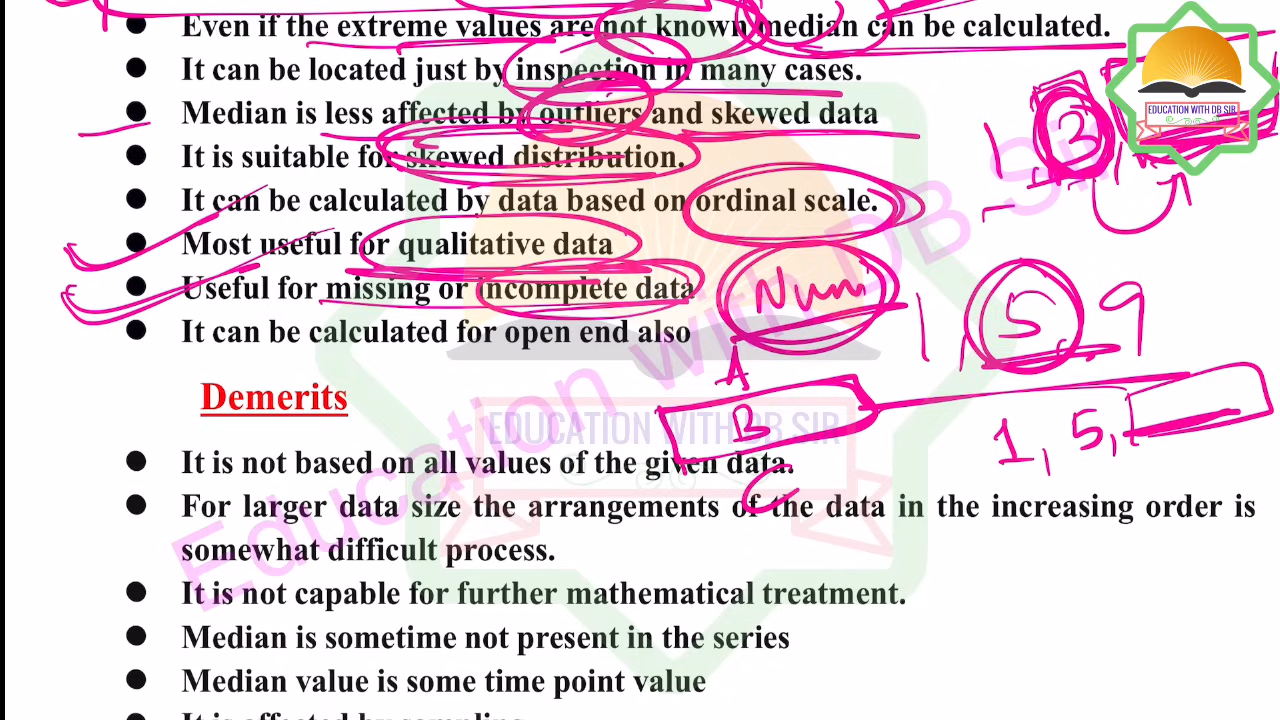 Even if the extreme values are not known median can be calculated.
It can be located just by inspection in many cases.
Median is less affected by outliers and skewed data
It is suitable for skewed distribution.
It can be calculated by data based on ordinal scale.
Most useful for qualitative data
Useful for missing or incomplete data
It can be calculated for open end also
EDUCATION WITH DB SIR
1 3
Num
1, 5, 9
A
B
C
1, 5,
Demerits
EDUCATION WITH DB SIR
Education with DB Sir
It is not based on all values of the given data.
For larger data size the arrangements of the data in the increasing order is
somewhat difficult process.
It is not capable for further mathematical treatment.
Median is sometime not present in the series
Median value is some time point value
It is affected by sampling